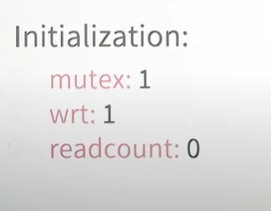 Initialization:
mutex: 1
wrt: 1
readcount: 0